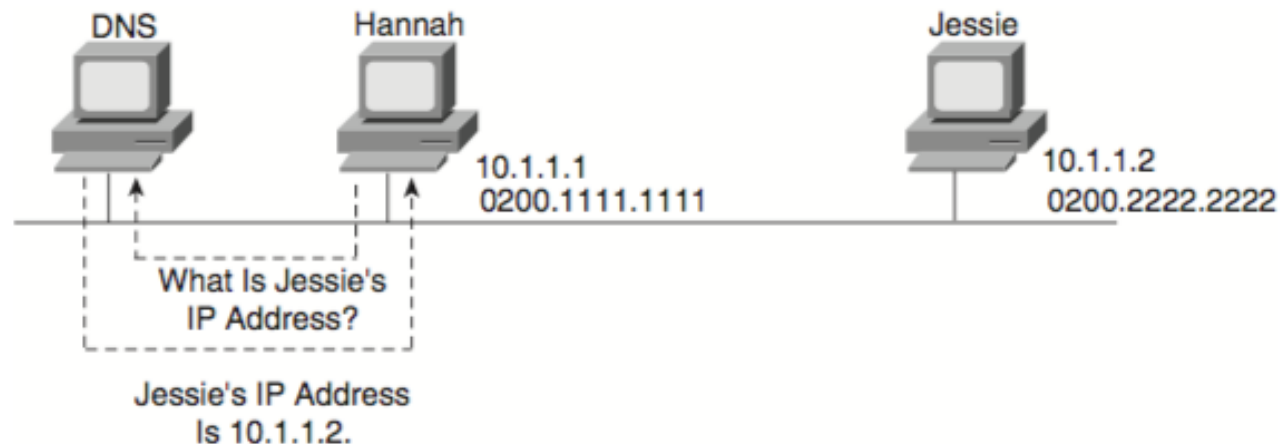 DNS
Hannah
Jessie
10.1.1.1
0200.1111.1111
10.1.1.2
0200.2222.2222
What Is Jessie's
IP Address?
Jessie's IP Address
Is 10.1.1.2.